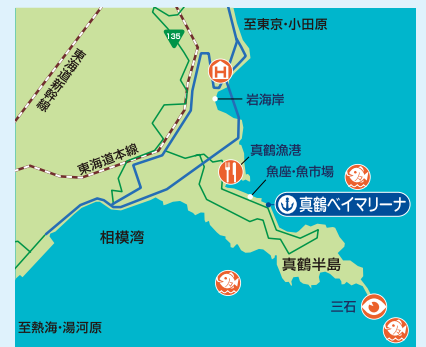 至東京・小田原
135
東海道新幹線
H
岩海岸
東海道本線
真鶴漁港
魚座・魚市場
真鶴ベイマリーナ
相模湾
真鶴半島
三石
至熱海・湯河原